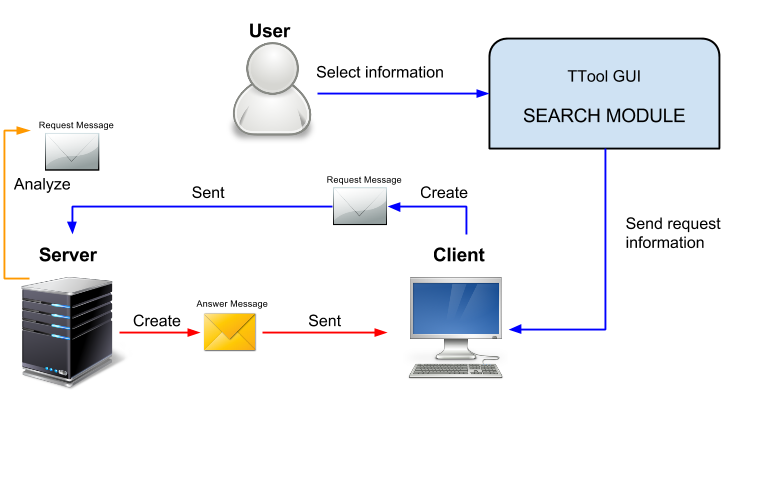 User
Select information
TTool GUI
SEARCH MODULE
Request Message
Analyze
Request Message
Sent
Create
Send request
information
Server
Client
Answer Message
Create
Sent